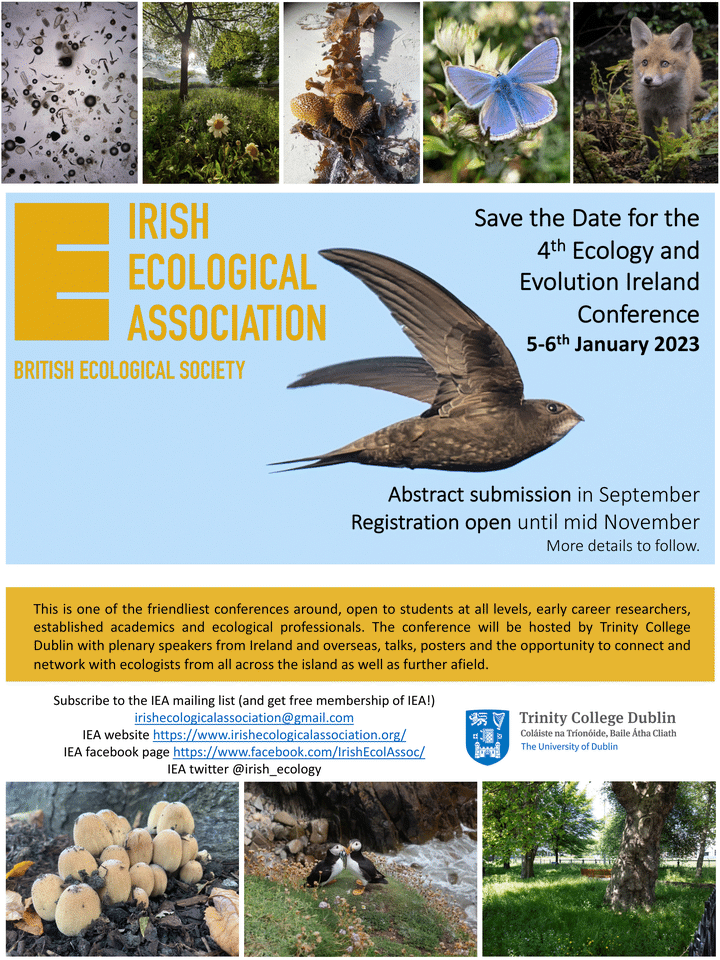 IRISH
ECOLOGICAL
ASSOCIATION
BRITISH ECOLOGICAL SOCIETY
Save the Date for the
4th Ecology and
Evolution Ireland
Conference
5-6th January 2023
Abstract submission in September
Registration open until mid November
More details to follow.
This is one of the friendliest conferences around, open to students at all levels, early career researchers,
established academics and ecological professionals. The conference will be hosted by Trinity College
Dublin with plenary speakers from Ireland and overseas, talks, posters and the opportunity to connect and
network with ecologists from all across the island as well as further afield.
Subscribe to the IEA mailing list (and get free membership of IEA!)
irishecologicalassociation@gmail.com
IEA website https://www.irishecologicalassociation.org/
IEA facebook page https://www.facebook.com/IrishEcolAssoc/
IEA twitter @irish_ecology
Trinity College Dublin
Coláiste na Tríonóide, Baile Átha Cliath
The University of Dublin